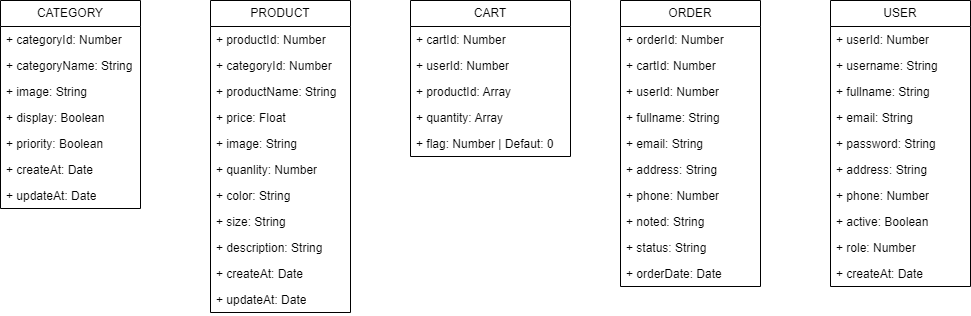 CATEGORY
+ categoryId: Number
+ categoryName: String
+ image: String
+ display: Boolean
+ priority: Boolean
+ createAt: Date
+ updateAt: Date
PRODUCT
+ productId: Number
+ categoryId: Number
+ productName: String
+ price: Float
+ image: String
+ quanlity: Number
+ color: String
+ size: String
+ description: String
+ createAt: Date
+ updateAt: Date
CART
+ cartId: Number
+ userId: Number
+ productId: Array
+ quantity: Array
+ flag: Number | Defaut: 0
ORDER
+ orderId: Number
+ cartId: Number
+ userId: Number
+ fullname: String
+ email: String
+ address: String
+ phone: Number
+ noted: String
+ status: String
+ orderDate: Date
USER
+ userId: Number
+ username: String
+ fullname: String
+ email: String
+ password: String
+ address: String
+ phone: Number
+ active: Boolean
+ role: Number
+ createAt: Date